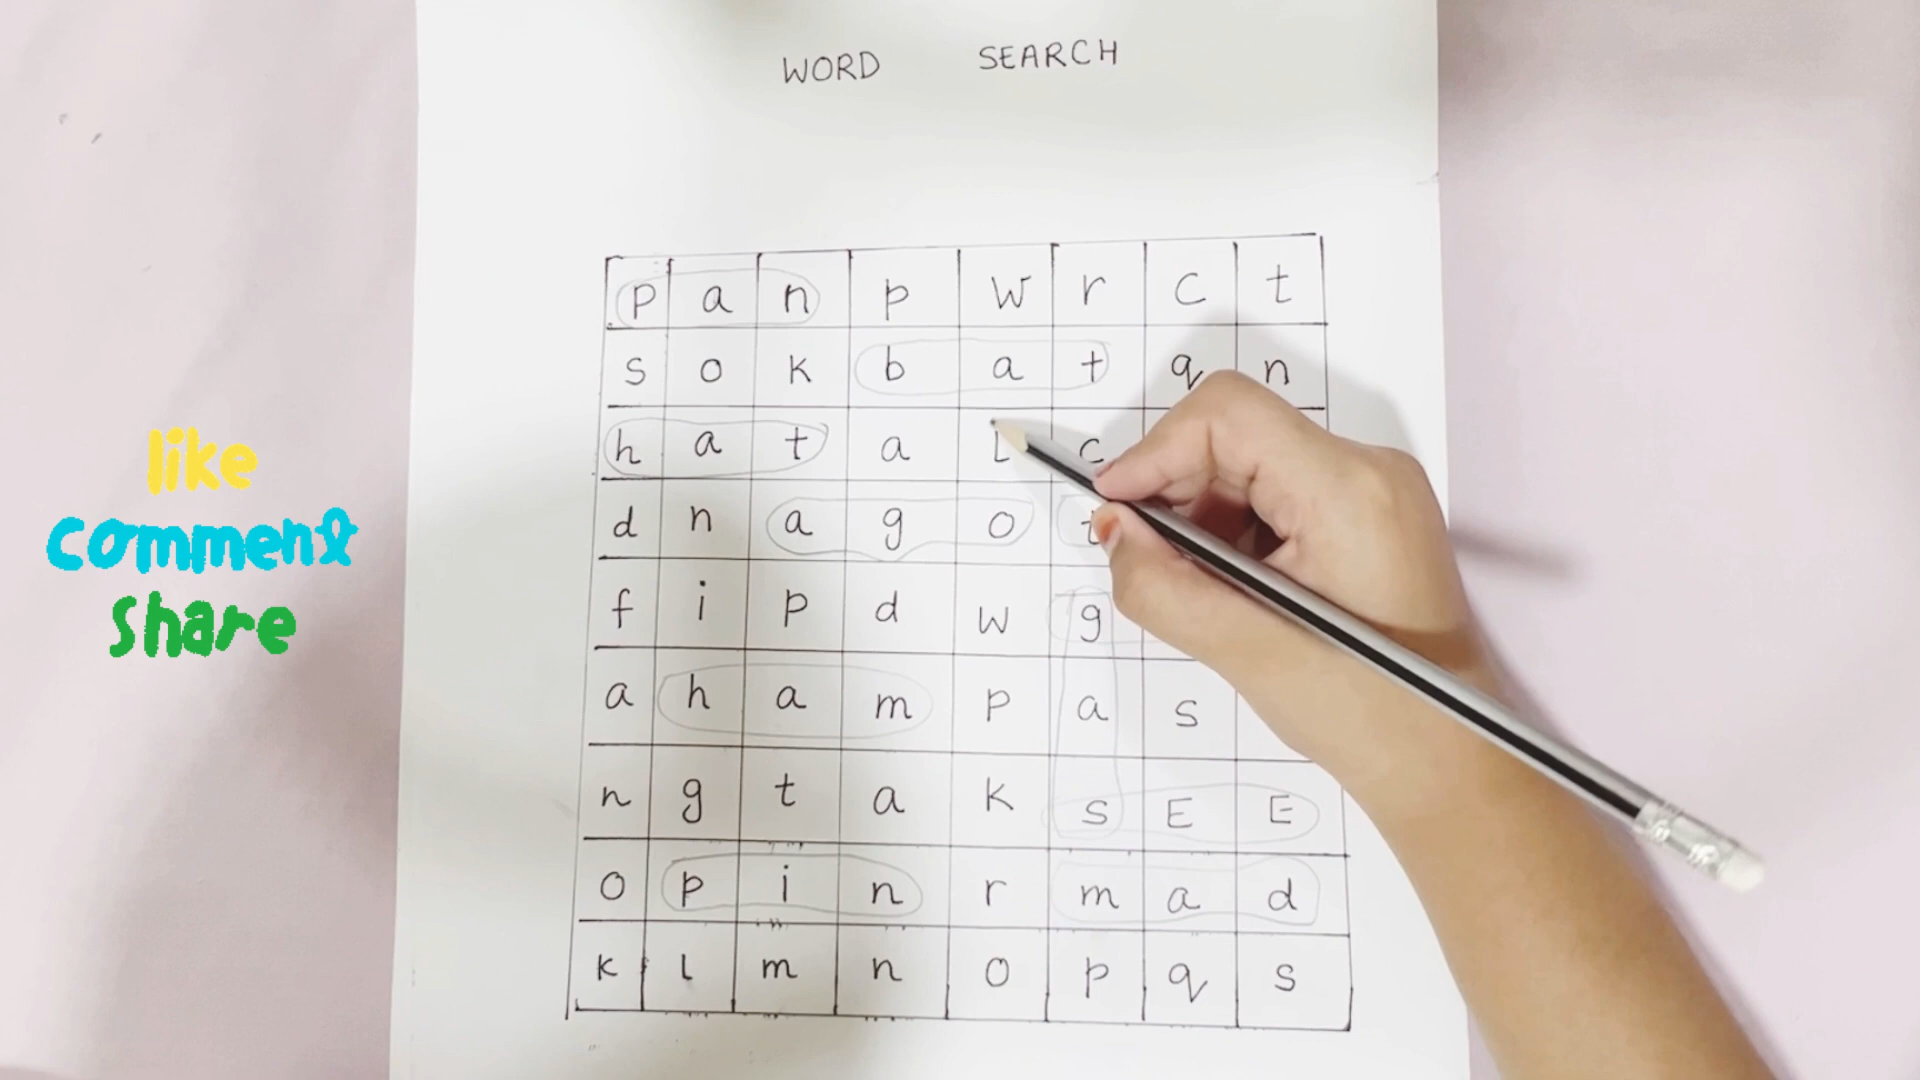 WORD SEARCH
p a n p w r c t
s o k b a t q n
h a t a l c
d n a g o t
f i p d w g
a h a m p a s
n g t a k s E E
o p i n r m a d
k l m n o p q s
like
comment
share